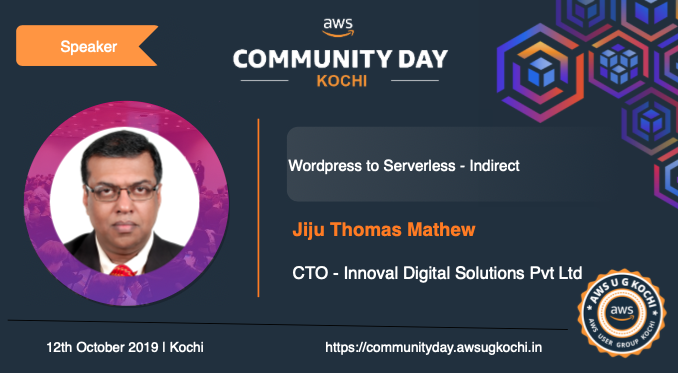 Speaker
aws
COMMUNITY DAY
KOCHI
Wordpress to Serverless - Indirect
Jiju Thomas Mathew
CTO - Innoval Digital Solutions Pvt Ltd
AWS U G KOCHI
aws
AWS USER GROUP KOCHI
12th October 2019 I Kochi
https://communityday.awsugkochi.in